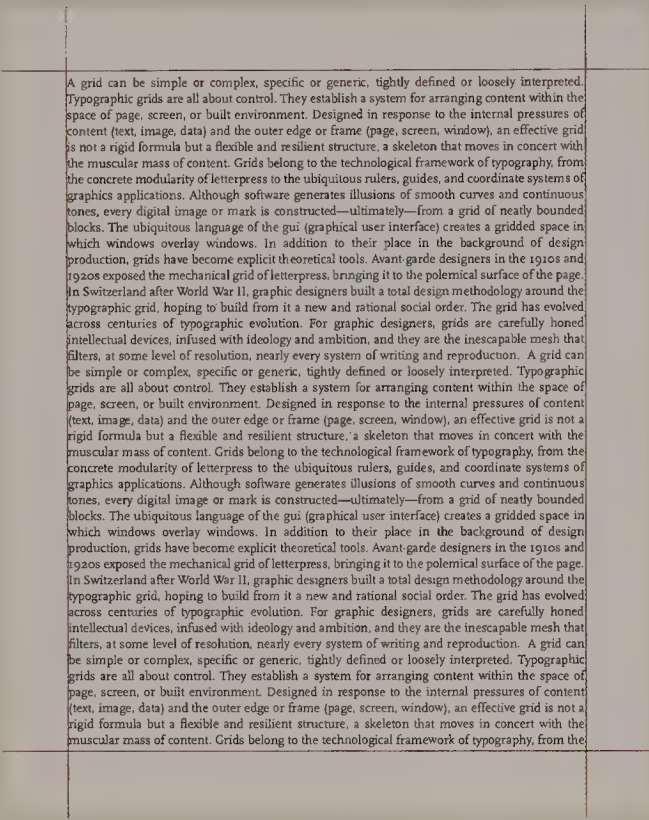 A grid can be simple or complex, specific or generic, tightly defined or loosely interpreted.
Typographic grids are all about control. They establish a system for arranging content within the
space of page, screen, or built environment. Designed in response to the internal pressures of
content (text, image, data) and the outer edge or frame (page, screen, window), an effective grid
is not a rigid formula but a flexible and resilient structure, a skeleton that moves in concert with
the muscular mass of content. Grids belong to the technological framework of typography, from
the concrete modularity of letterpress to the ubiquitous rulers, guides, and coordinate systems of
graphics applications. Although software generates illusions of smooth curves and continuous
tones, every digital image or mark is constructed—ultimately—from a grid of neatly bounded
blocks. The ubiquitous language of the gui (graphical user interface) creates a gridded space in
which windows overlay windows. In addition to their place in the background of design
production, grids have become explicit theoretical tools. Avant-garde designers in the 1910s and
1920s exposed the mechanical grid of letterpress, bringing it to the polemical surface of the page.
In Switzerland after World War II, graphic designers built a total design methodology around the
typographic grid, hoping to build from it a new and rational social order. The grid has evolved
across centuries of typographic evolution. For graphic designers, grids are carefully honed
intellectual devices, infused with ideology and ambition, and they are the inescapable mesh that
filters, at some level of resolution, nearly every system of writing and reproduction. A grid can
be simple or complex, specific or generic, tightly defined or loosely interpreted. Typographic
grids are all about control. They establish a system for arranging content within the space of
page, screen, or built environment. Designed in response to the internal pressures of content
(text, image, data) and the outer edge or frame (page, screen, window), an effective grid is not a
rigid formula but a flexible and resilient structure, a skeleton that moves in concert with the
muscular mass of content. Grids belong to the technological framework of typography, from the
concrete modularity of letterpress to the ubiquitous rulers, guides, and coordinate systems of
graphics applications. Although software generates illusions of smooth curves and continuous
tones, every digital image or mark is constructed—ultimately—from a grid of neatly bounded
blocks. The ubiquitous language of the gui (graphical user interface) creates a gridded space in
which windows overlay windows. In addition to their place in the background of design
production, grids have become explicit theoretical tools. Avant-garde designers in the 1910s and
1920s exposed the mechanical grid of letterpress, bringing it to the polemical surface of the page.
In Switzerland after World War II, graphic designers built a total design methodology around the
typographic grid, hoping to build from it a new and rational social order. The grid has evolved
across centuries of typographic evolution. For graphic designers, grids are carefully honed
intellectual devices, infused with ideology and ambition, and they are the inescapable mesh that
filters, at some level of resolution, nearly every system of writing and reproduction. A grid can
be simple or complex, specific or generic, tightly defined or loosely interpreted. Typographic
grids are all about control. They establish a system for arranging content within the space of
page, screen, or built environment. Designed in response to the internal pressures of content
(text, image, data) and the outer edge or frame (page, screen, window), an effective grid is not a
rigid formula but a flexible and resilient structure, a skeleton that moves in concert with the
muscular mass of content. Grids belong to the technological framework of typography, from the